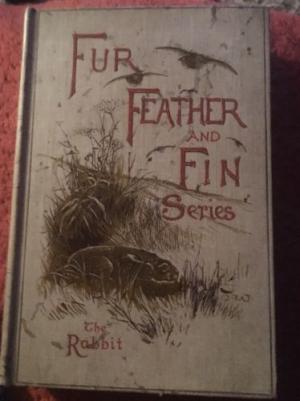 FUR
FEATHER
AND
FIN
Series
The
Rabbit